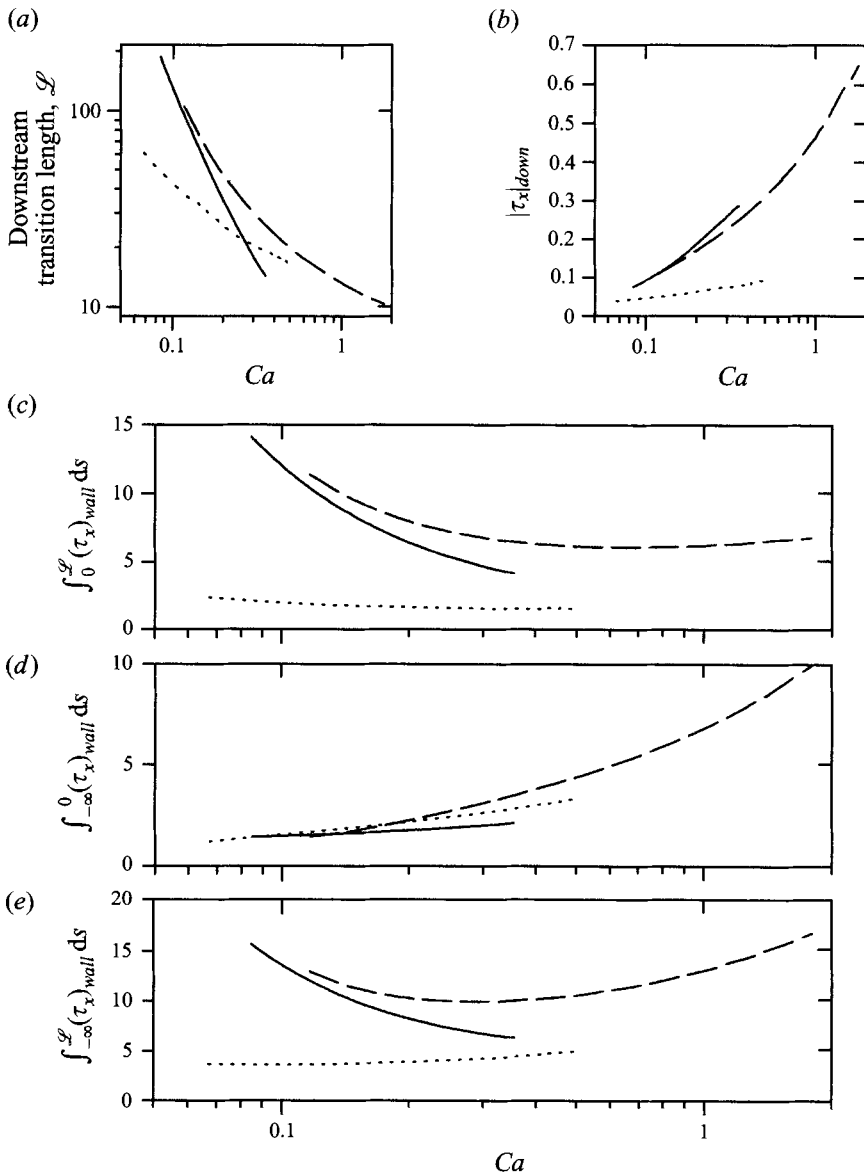 (a)
Downstream
transition length, ℒ
100
10
0.1
1
Ca
(b)
|τx|down
0.7
0.6
0.5
0.4
0.3
0.2
0.1
0
0.1
1
Ca
(c)
∫0^ℒ (τx)wall ds
15
10
5
0
(d)
∫−∞^0 (τx)wall ds
10
5
0
(e)
∫−∞^ℒ (τx)wall ds
20
15
10
5
0
0.1
1
Ca